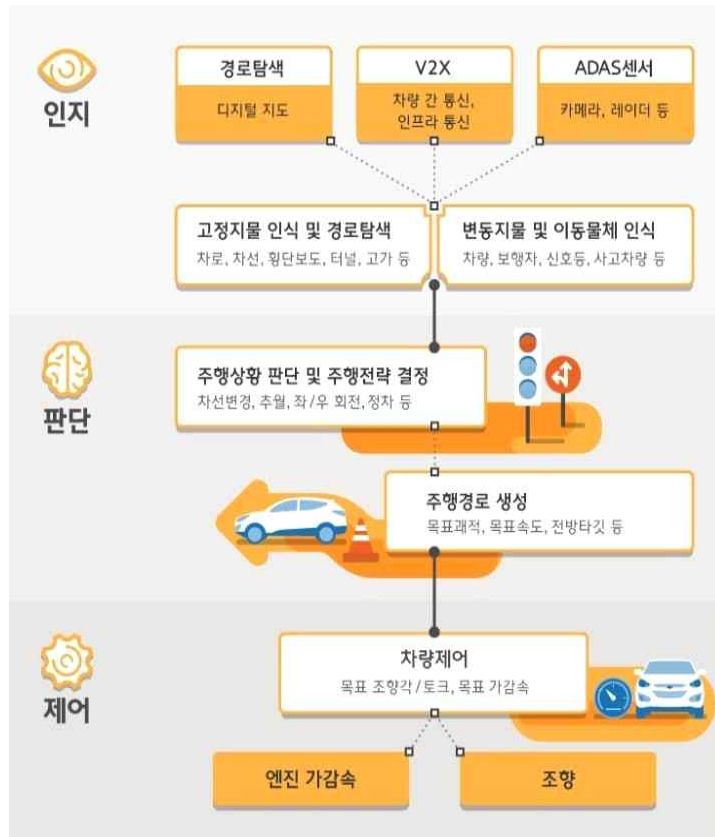 인지
경로탐색
디지털 지도
V2X
차량 간 통신,
인프라 통신
ADAS센서
카메라, 레이더 등
고정지물 인식 및 경로탐색
차로, 차선, 횡단보도, 터널, 고가 등
변동지물 및 이동물체 인식
차량, 보행자, 신호등, 사고차량 등
판단
주행상황 판단 및 주행전략 결정
차선변경, 추월, 좌/우 회전, 정차 등
주행경로 생성
목표괘적, 목표속도, 전방타깃 등
제어
차량제어
목표 조향각/토크, 목표 가감속
엔진 가감속
조향